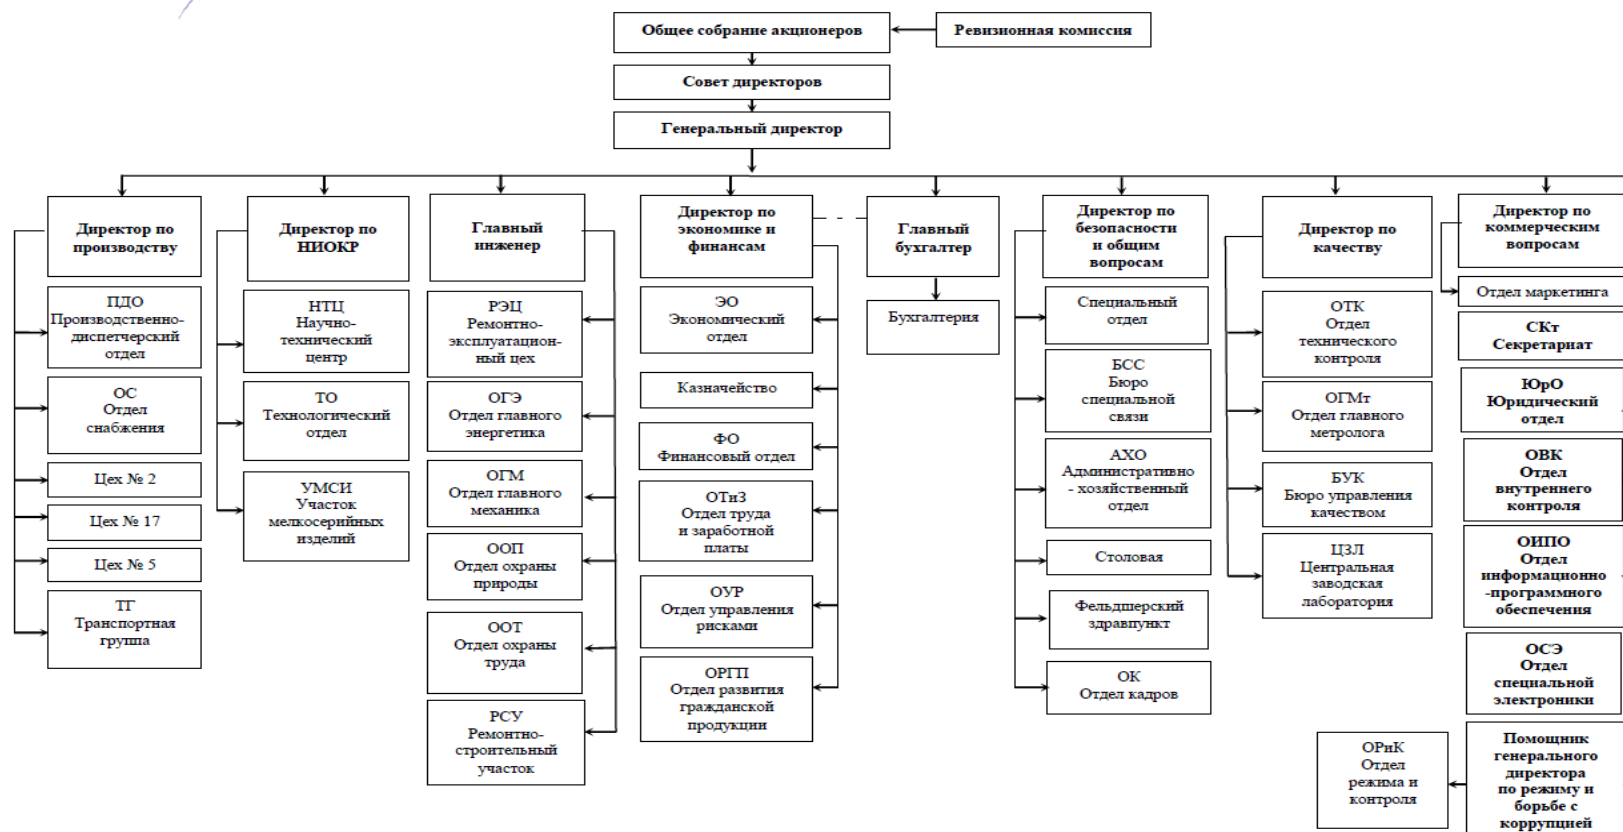 Общее собрание акционеров
Ревизионная комиссия
Совет директоров
Генеральный директор
Директор по
производству
ПДО
Производственно-
диспетчерский
отдел
ОС
Отдел
снабжения
Цех № 2
Цех № 17
Цех № 5
ТГ
Транспортная
группа
Директор по
НИОКР
НТЦ
Научно-
технический
центр
ТО
Технологический
отдел
УМСИ
Участок
мелкосерийных
изделий
Главный
инженер
РЭЦ
Ремонтно-
эксплуатацион-
ный цех
ОГЭ
Отдел главного
энергетика
ОГМ
Отдел главного
механика
ООП
Отдел охраны
природы
ООТ
Отдел охраны
труда
РСУ
Ремонтно-
строительный
участок
Директор по
экономике и
финансам
ЭО
Экономический
отдел
Казначейство
ФО
Финансовый отдел
ОТиЗ
Отдел труда
и заработной
платы
ОУР
Отдел управления
рисками
ОРГП
Отдел развития
гражданской
продукции
Главный
бухгалтер
Бухгалтерия
Директор по
безопасности
и общим
вопросам
Специальный
отдел
БСС
Бюро
специальной
связи
АХО
Административно
- хозяйственный
отдел
Столовая
Фельдшерский
здравпункт
ОК
Отдел кадров
Директор по
качеству
ОТК
Отдел
технического
контроля
ОГМт
Отдел главного
метролога
БУК
Бюро управления
качеством
ЦЗЛ
Центральная
заводская
лаборатория
Директор по
коммерческим
вопросам
Отдел маркетинга
СКт
Секретариат
ЮрО
Юридический
отдел
ОВК
Отдел
внутреннего
контроля
ОИПО
Отдел
информационно
-программного
обеспечения
ОСЭ
Отдел
специальной
электроники
ОРиК
Отдел
режима и
контроля
Помощник
генерального
директора
по режиму и
борьбе с
коррупцией